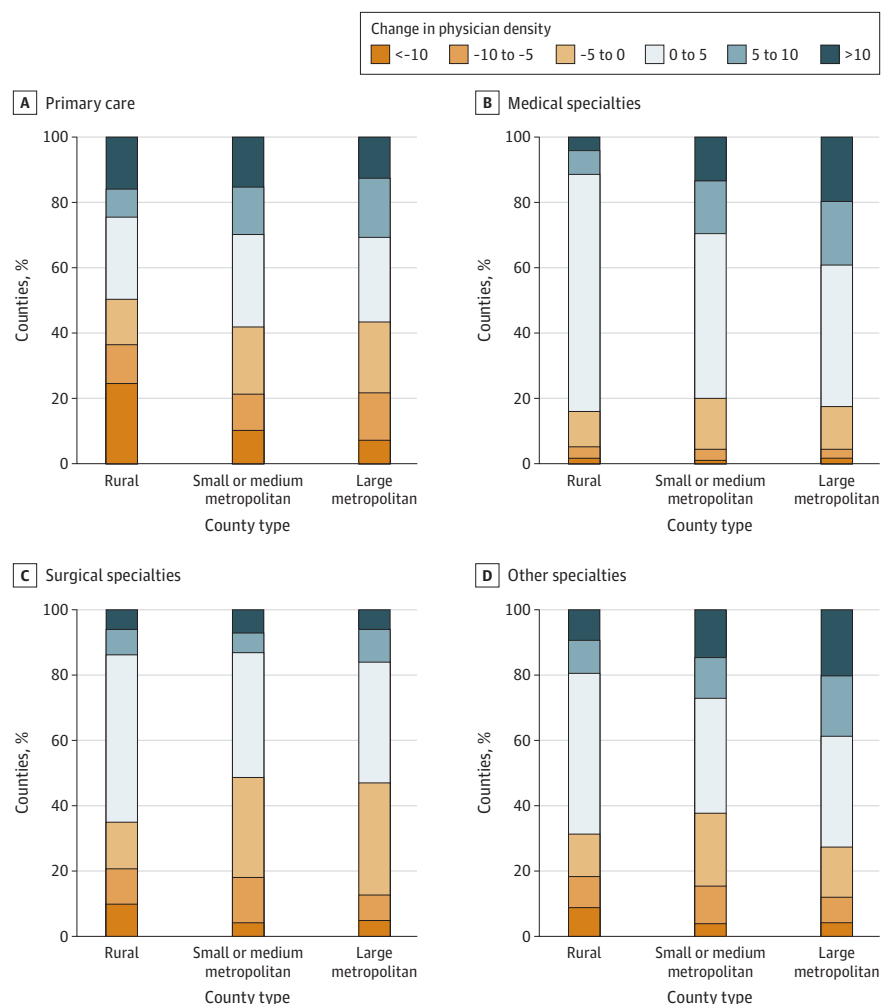 Change in physician density
<-10 -10 to -5 -5 to 0 0 to 5 5 to 10 >10
A Primary care
100
80
60
40
20
0
Counties, %
Rural Small or medium metropolitan Large metropolitan
County type
B Medical specialties
100
80
60
40
20
0
Counties, %
Rural Small or medium metropolitan Large metropolitan
County type
C Surgical specialties
100
80
60
40
20
0
Counties, %
Rural Small or medium metropolitan Large metropolitan
County type
D Other specialties
100
80
60
40
20
0
Counties, %
Rural Small or medium metropolitan Large metropolitan
County type